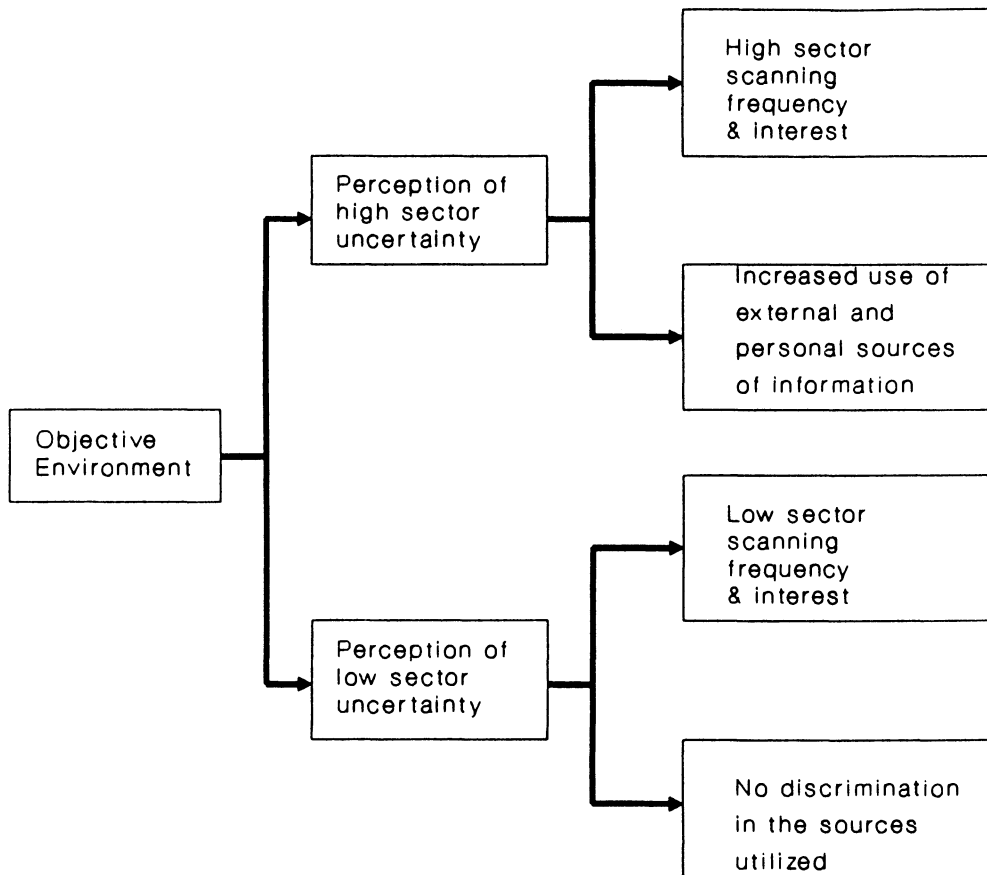 High sector
scanning
frequency
& interest
Perception of
high sector
uncertainty
Increased use of
external and
personal sources
of information
Objective
Environment
Low sector
scanning
frequency
& interest
Perception of
low sector
uncertainty
No discrimination
in the sources
utilized